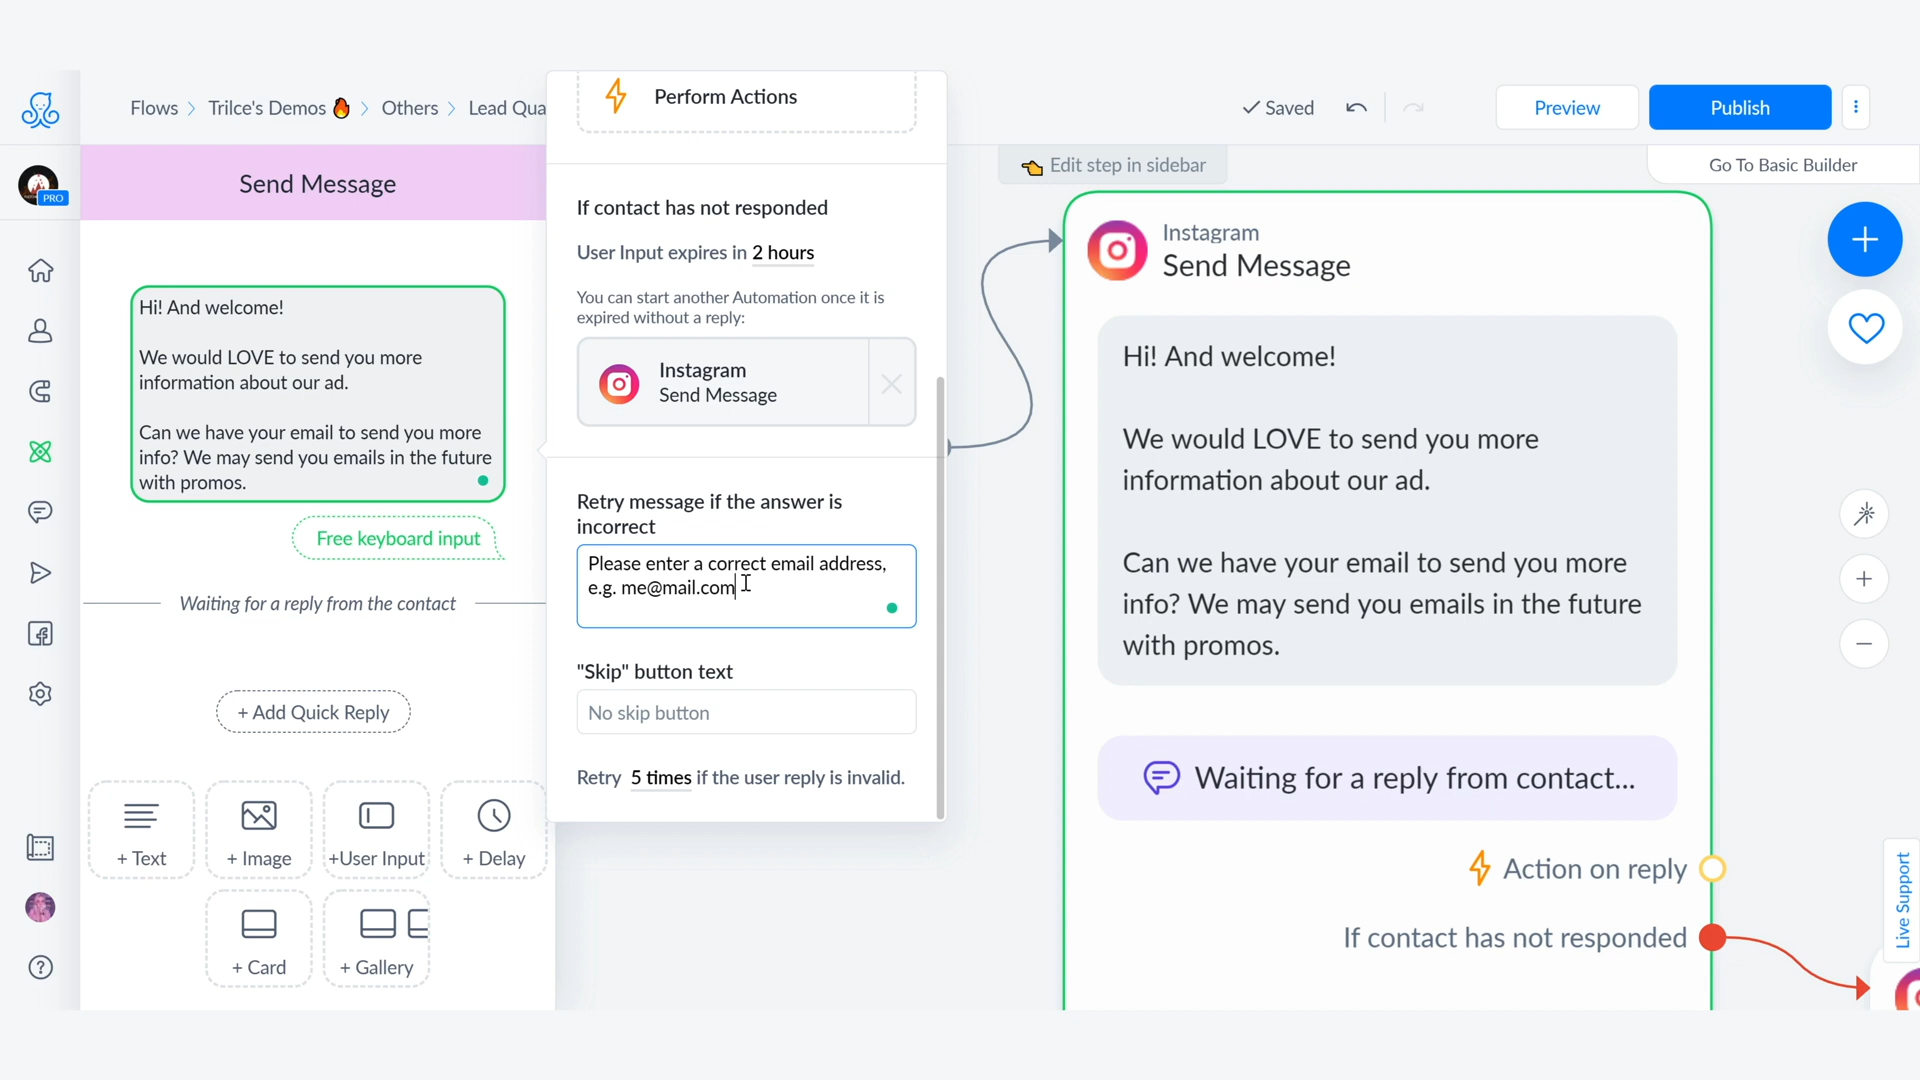 Flows
Trilce's Demos
Others
Lead Qua
Saved
Preview
Publish
PRO
Send Message
Hi! And welcome!
We would LOVE to send you more
information about our ad.
Can we have your email to send you more
info? We may send you emails in the future
with promos.
Free keyboard input
Waiting for a reply from the contact
+ Add Quick Reply
+ Text
+ Image
+User Input
+ Delay
+ Card
+ Gallery
Perform Actions
If contact has not responded
User Input expires in 2 hours
You can start another Automation once it is
expired without a reply:
Instagram
Send Message
Retry message if the answer is
incorrect
Please enter a correct email address,
e.g. me@mail.com
"Skip" button text
No skip button
Retry 5 times if the user reply is invalid.
Edit step in sidebar
Go To Basic Builder
Instagram
Send Message
Hi! And welcome!
We would LOVE to send you more
information about our ad.
Can we have your email to send you more
info? We may send you emails in the future
with promos.
Waiting for a reply from contact...
Action on reply
If contact has not responded
Live Support